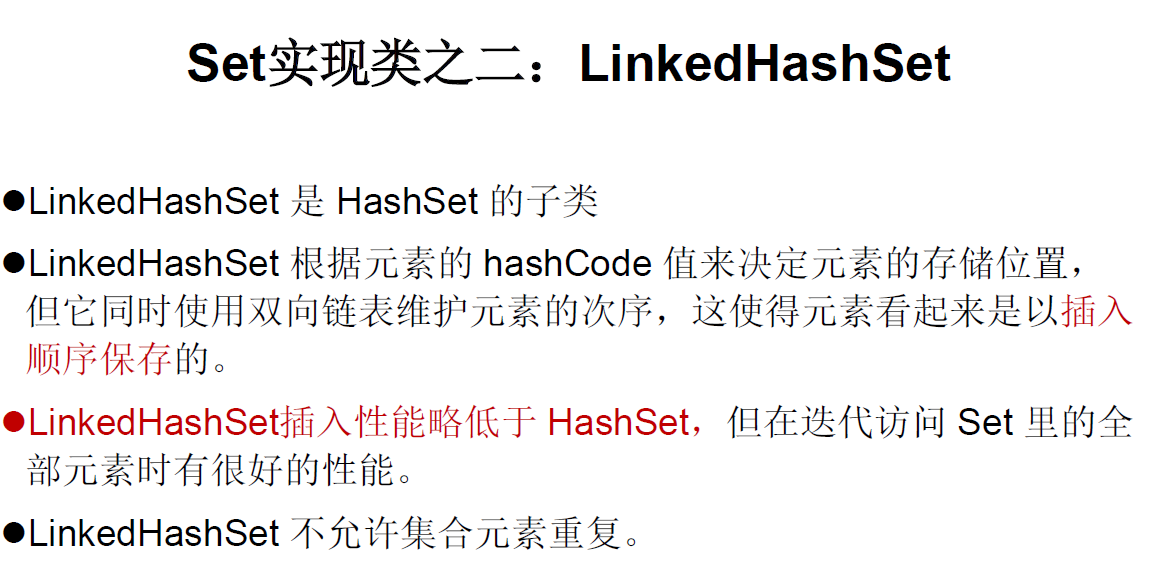 Set实现类之二：LinkedHashSet
●LinkedHashSet 是 HashSet 的子类
●LinkedHashSet 根据元素的 hashCode 值来决定元素的存储位置，
但它同时使用双向链表维护元素的次序，这使得元素看起来是以插入
顺序保存的。
●LinkedHashSet插入性能略低于 HashSet，但在迭代访问 Set 里的全
部元素时有很好的性能。
●LinkedHashSet 不允许集合元素重复。